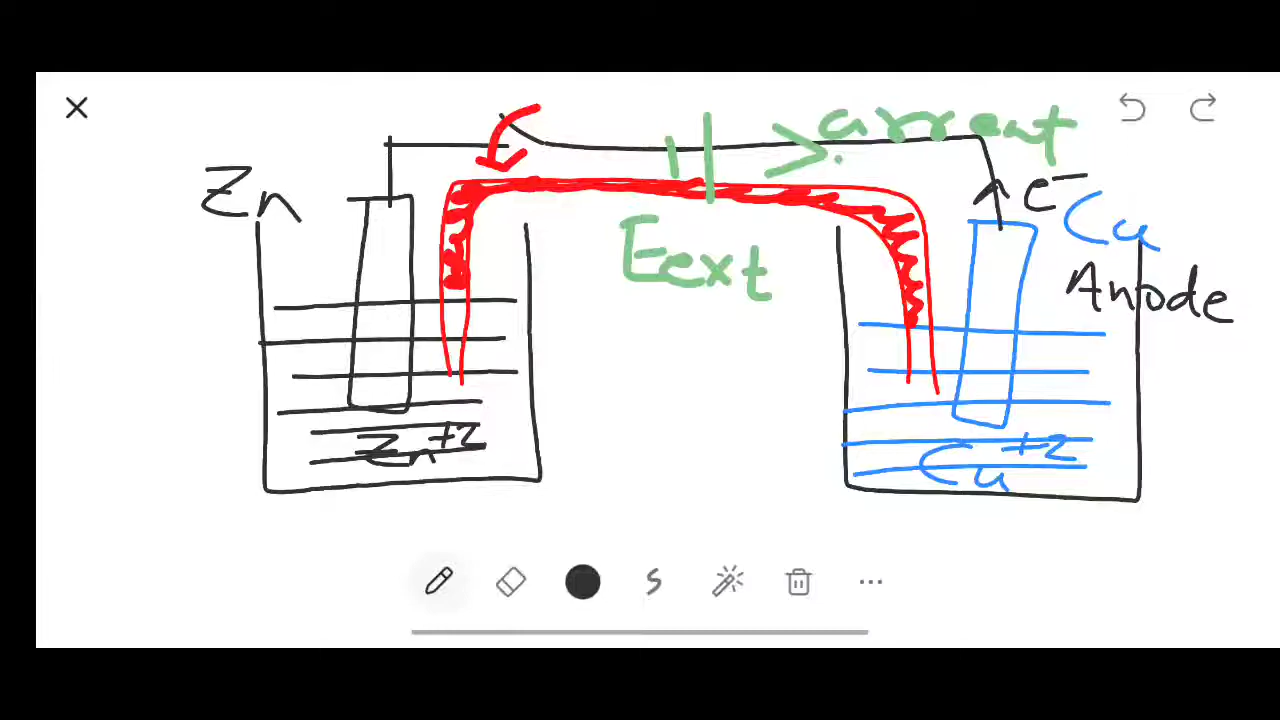 Current
Zn
e-
Cu
Eext
Anode
Zn+2
Cu+2